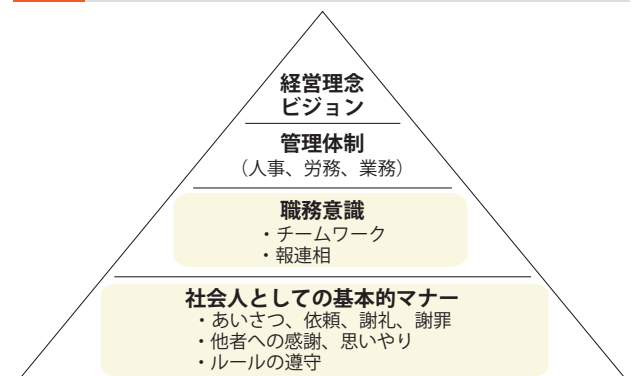 経営理念
ビジョン
管理体制
（人事、労務、業務）
職務意識
・チームワーク
・報連相
社会人としての基本的マナー
・あいさつ、依頼、謝礼、謝罪
・他者への感謝、思いやり
・ルールの遵守